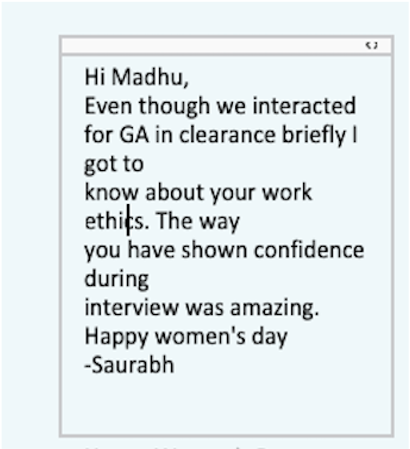 Hi Madhu,
Even though we interacted
for GA in clearance briefly I
got to
know about your work
ethics. The way
you have shown confidence
during
interview was amazing.
Happy women's day
-Saurabh